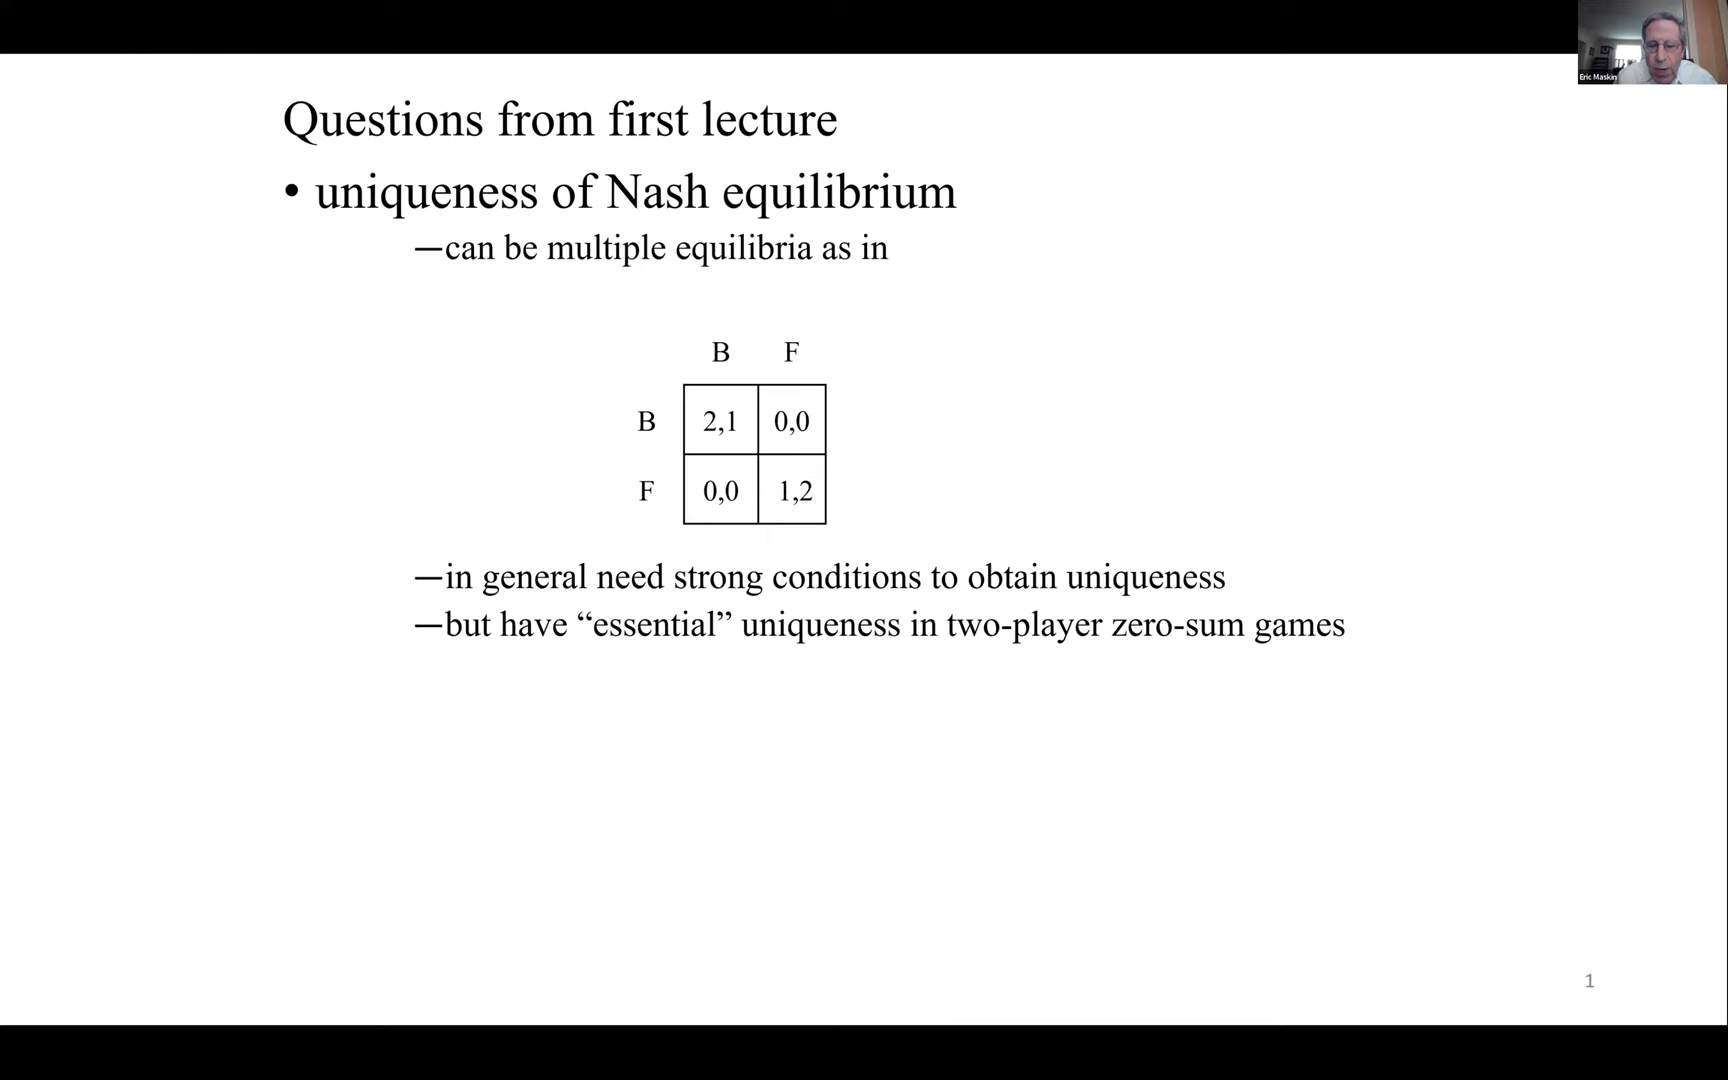 Eric Maskin
Questions from first lecture
• uniqueness of Nash equilibrium
—can be multiple equilibria as in
B F
B 2,1 0,0
F 0,0 1,2
—in general need strong conditions to obtain uniqueness
—but have “essential” uniqueness in two-player zero-sum games
1